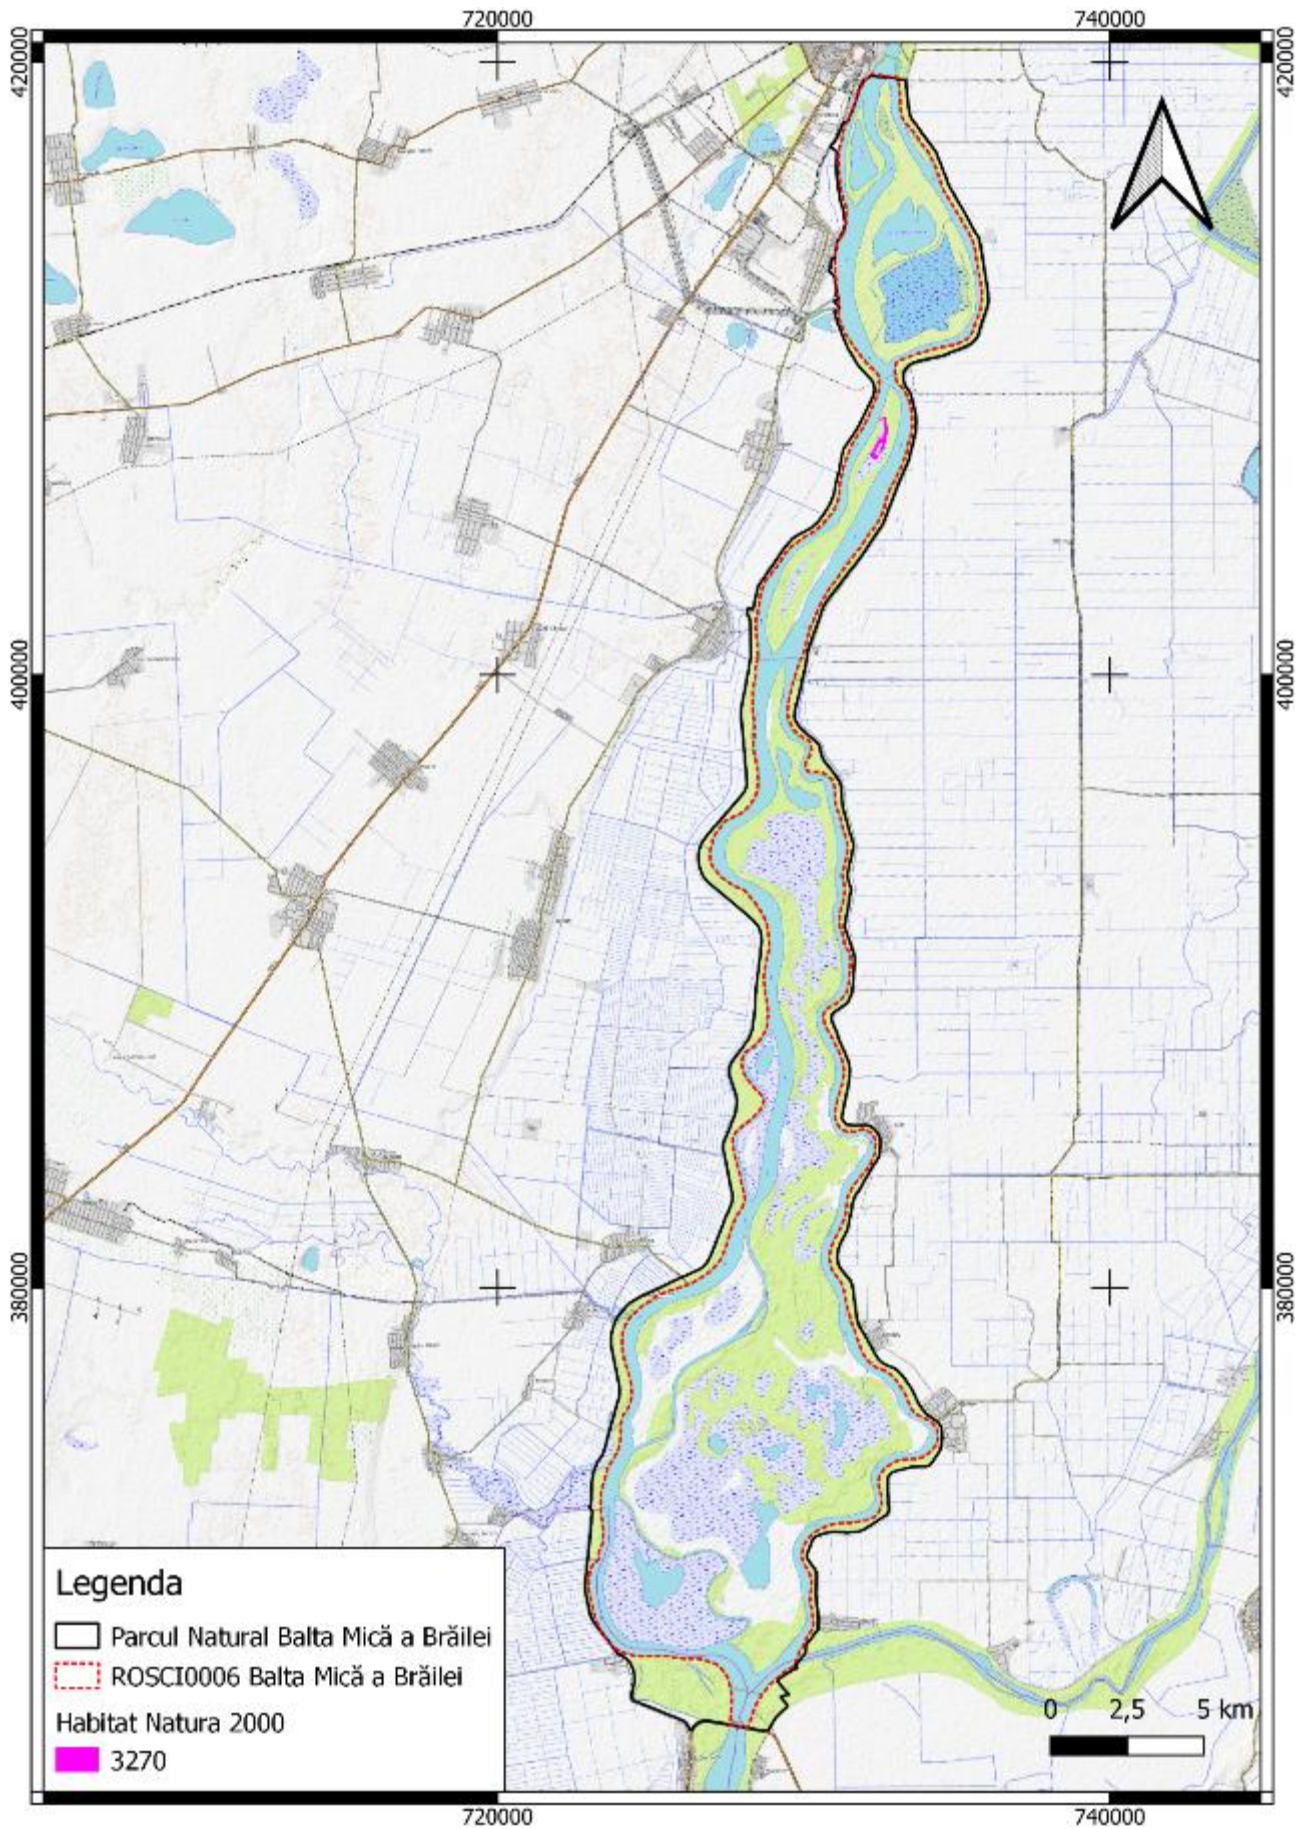 720000
740000
420000
420000
400000
400000
380000
380000
Legenda
Parcul Natural Balta Mică a Brăilei
ROSCI0006 Balta Mică a Brăilei
Habitat Natura 2000
3270
0 2,5 5 km
720000
740000